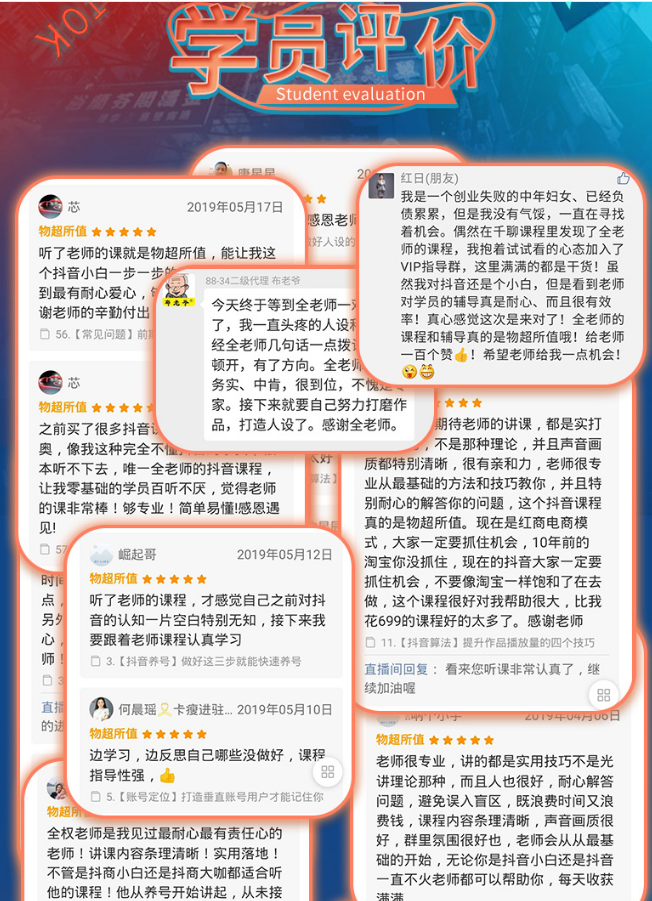 TOK
学员评价
Student evaluation
芯
2019年05月17日
物超所值
听了老师的课就是物超所值，能让我这
个抖音小白一步一步的
到最有耐心爱心，
谢老师的辛勤付出
56.【常见问题】前期
芯
物超所值
之前买了很多抖音
奥，像我这种完全不懂
本听不下去，唯一全老师的抖音课程，
让我零基础的学员百听不厌，觉得老师
的课非常棒！够专业！简单易懂!感恩遇
见!
57
康星星
感恩老师
做好人设的
红日(朋友)
我是一个创业失败的中年妇女、已经负
债累累，但是我没有气馁，一直在寻找
着机会。偶然在千聊课程里发现了全老
师的课程，我抱着试试看的心态加入了
VIP指导群，这里满满的都是干货！虽
然我对抖音还是个小白，但是看到老师
对学员的辅导真是耐心、而且很有效
率！真心感觉这次是来对了！全老师的
课程和辅导真是物超所值哦！给老师
一百个赞👍！希望老师给我一点机会！
😜😁
88-34二级代理 布老爷
布老爷
今天终于等到全老师一对
了，我一直头疼的人设和
经全老师几句话一点拨
顿开，有了方向。全老师
务实、中肯，很到位，不愧是专
家。接下来就要自己努力打磨作
品，打造人设了。感谢全老师。
太好
算法】
期待老师的讲课，都是实打
，不是那种理论，并且声音画
质都特别清晰，很有亲和力，老师很专
业从最基础的方法和技巧教你，并且特
别耐心的解答你的问题，这个抖音课程
真的是物超所值。现在是红商电商模
式，大家一定要抓住机会，10年前的
淘宝你没抓住，现在的抖音大家一定要
抓住机会，不要像淘宝一样饱和了在去
做，这个课程很好对我帮助很大，比我
花699的课程好的太多了。感谢老师
11.【抖音算法】提升作品播放量的四个技巧
直播间回复：看来您听课非常认真了，继
续加油喔
时间
点，
另外
心，
师！
直播
的进
崛起哥
2019年05月12日
物超所值
听了老师的课程，才感觉自己之前对抖
音的认知一片空白特别无知，接下来我
要跟着老师课程认真学习
3.【抖音养号】做好这三步就能快速养号
何晨瑶🎗卡瘦进驻...
2019年05月10日
物超所值
边学习，边反思自己哪些没做好，课程
指导性强，👍
5.【账号定位】打造垂直账号用户才能记住你
物超所值
全权老师是我见过最耐心最有责任心的
老师！讲课内容条理清晰！实用落地！
不管是抖商小白还是抖商大咖都适合听
他的课程！他从养号开始讲起，从未接
2019年04月06日
物超所值
老师很专业，讲的都是实用技巧不是光
讲理论那种，而且人也很好，耐心解答
问题，避免误入盲区，既浪费时间又浪
费钱，课程内容条理清晰，声音画质很
好，群里氛围很好也，老师会从从最基
础的开始，无论你是抖音小白还是抖音
一直不火老师都可以帮助你，每天收获
满满